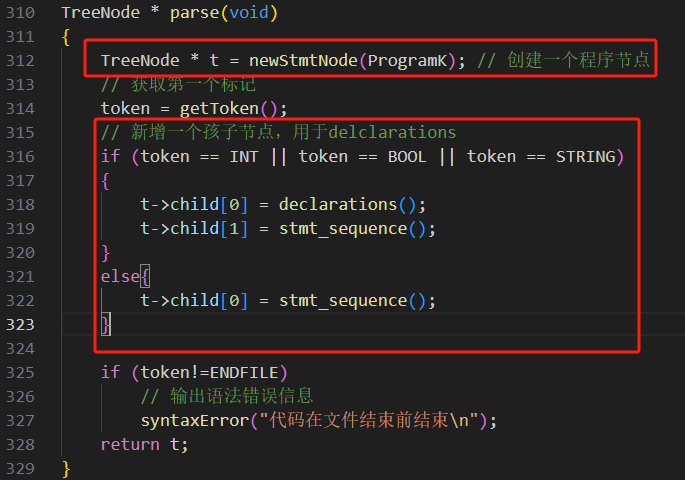 310 TreeNode * parse(void)
311 {
312 TreeNode * t = newStmtNode(ProgramK); // 创建一个程序节点
313 // 获取第一个标记
314 token = getToken();
315 // 新增一个孩子节点，用于delclarations
316 if (token == INT || token == BOOL || token == STRING)
317 {
318 t->child[0] = declarations();
319 t->child[1] = stmt_sequence();
320 }
321 else{
322 t->child[0] = stmt_sequence();
323 }
324
325 if (token!=ENDFILE)
326 // 输出语法错误信息
327 syntaxError("代码在文件结束前结束\n");
328 return t;
329 }